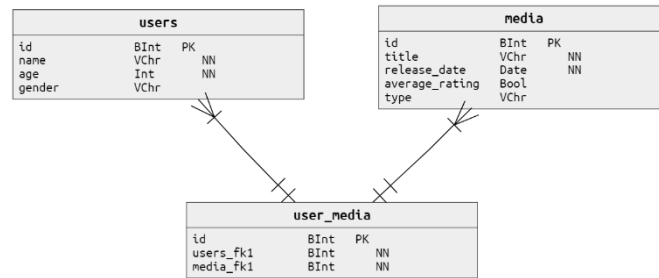 users
id BInt PK
name VChr NN
age Int NN
gender VChr
media
id BInt PK
title VChr NN
release_date Date NN
average_rating Bool
type VChr
user_media
id BInt PK
users_fk1 BInt NN
media_fk1 BInt NN